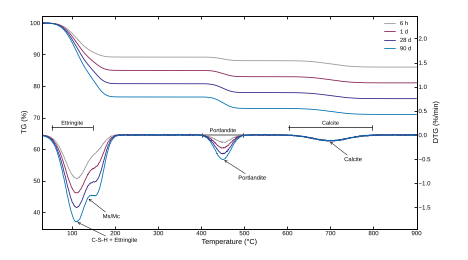 6 h
1 d
28 d
90 d
100
90
80
70
60
50
40
TG (%)
2.0
1.5
1.0
0.5
0.0
−0.5
−1.0
−1.5
DTG (%/min)
Ettringite
Portlandite
Calcite
Calcite
Portlandite
Ms/Mc
C-S-H + Ettringite
100 200 300 400 500 600 700 800 900
Temperature (°C)